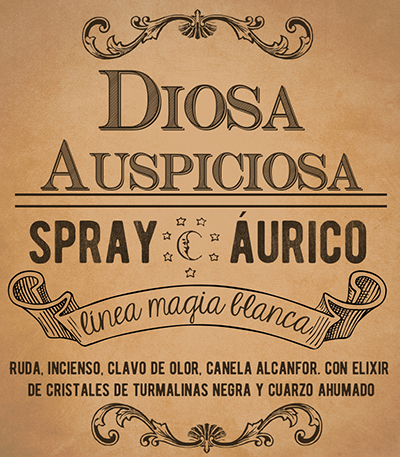 DIOSA
AUSPICIOSA
SPRAY ÁURICO
linea magia blanca
RUDA, INCIENSO, CLAVO DE OLOR, CANELA ALCANFOR. CON ELIXIR
DE CRISTALES DE TURMALINAS NEGRA Y CUARZO AHUMADO